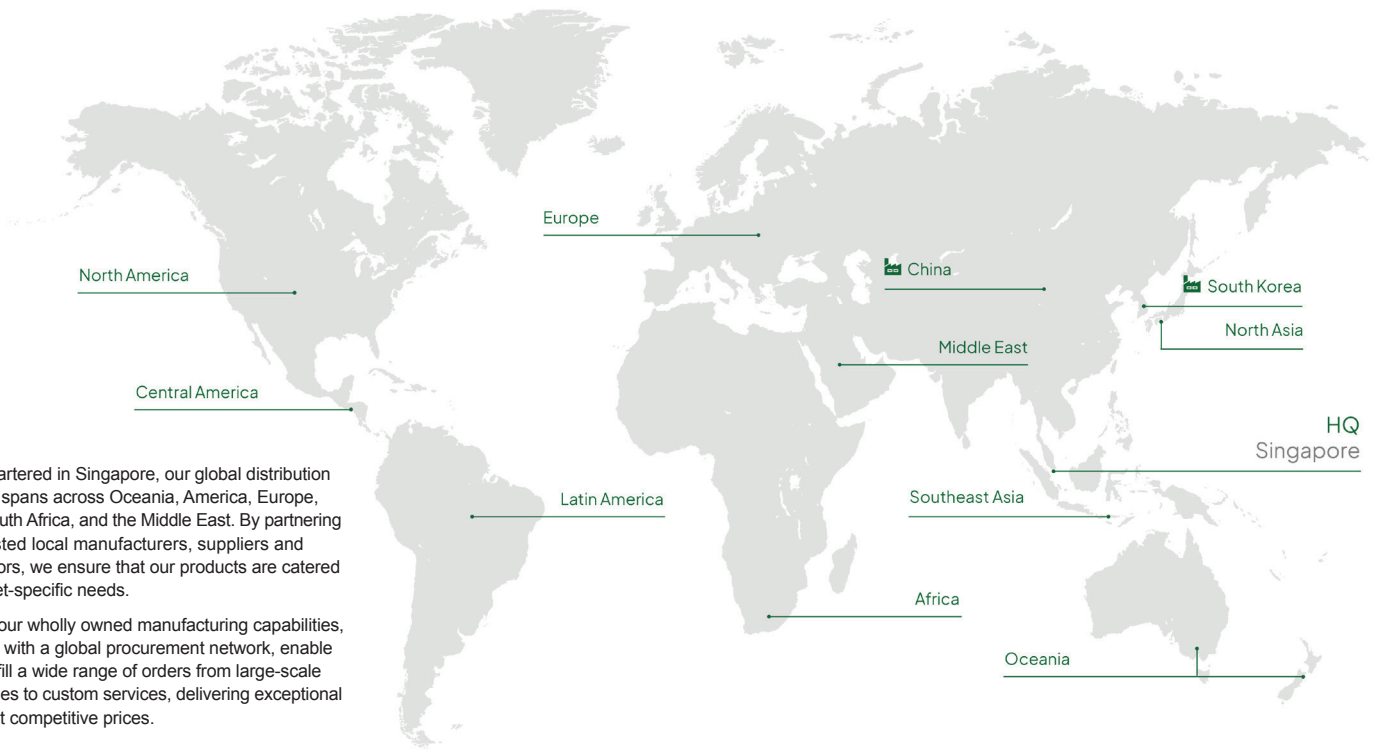 Europe
China
North America
South Korea
North Asia
Middle East
Central America
HQ
Singapore
artered in Singapore, our global distribution
spans across Oceania, America, Europe,
uth Africa, and the Middle East. By partnering
sted local manufacturers, suppliers and
ors, we ensure that our products are catered
et-specific needs.
Latin America
Southeast Asia
Africa
our wholly owned manufacturing capabilities,
with a global procurement network, enable
fill a wide range of orders from large-scale
es to custom services, delivering exceptional
t competitive prices.
Oceania